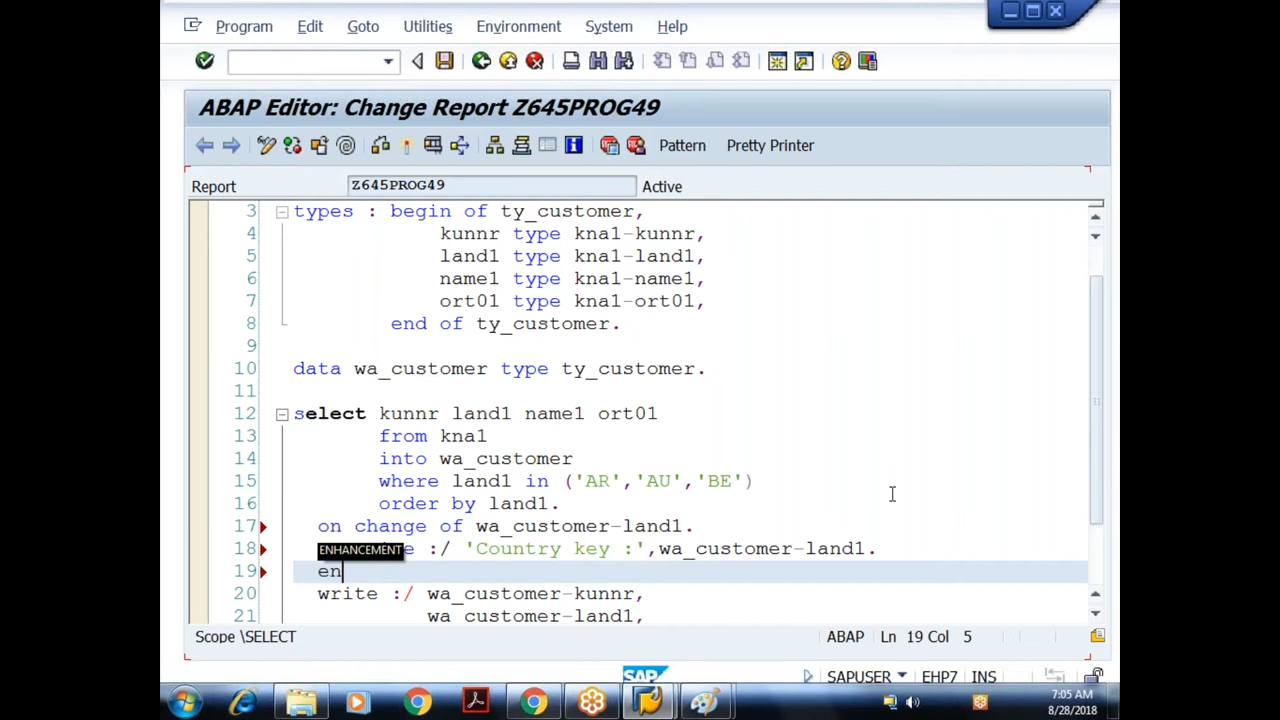 Program Edit Goto Utilities Environment System Help
ABAP Editor: Change Report Z645PROG49
Pattern Pretty Printer
Report Z645PROG49 Active
3 types : begin of ty_customer,
4 kunnr type kna1-kunnr,
5 land1 type kna1-land1,
6 name1 type kna1-name1,
7 ort01 type kna1-ort01,
8 end of ty_customer.
9
10 data wa_customer type ty_customer.
11
12 select kunnr land1 name1 ort01
13 from kna1
14 into wa_customer
15 where land1 in ('AR','AU','BE')
16 order by land1.
17 on change of wa_customer-land1.
18 :/ 'Country key :',wa_customer-land1.
ENHANCEMENT
19 en
20 write :/ wa_customer-kunnr,
21 wa_customer-land1,
Scope \SELECT ABAP Ln 19 Col 5
SAP SAPUSER EHP7 INS
7:05 AM
8/28/2018